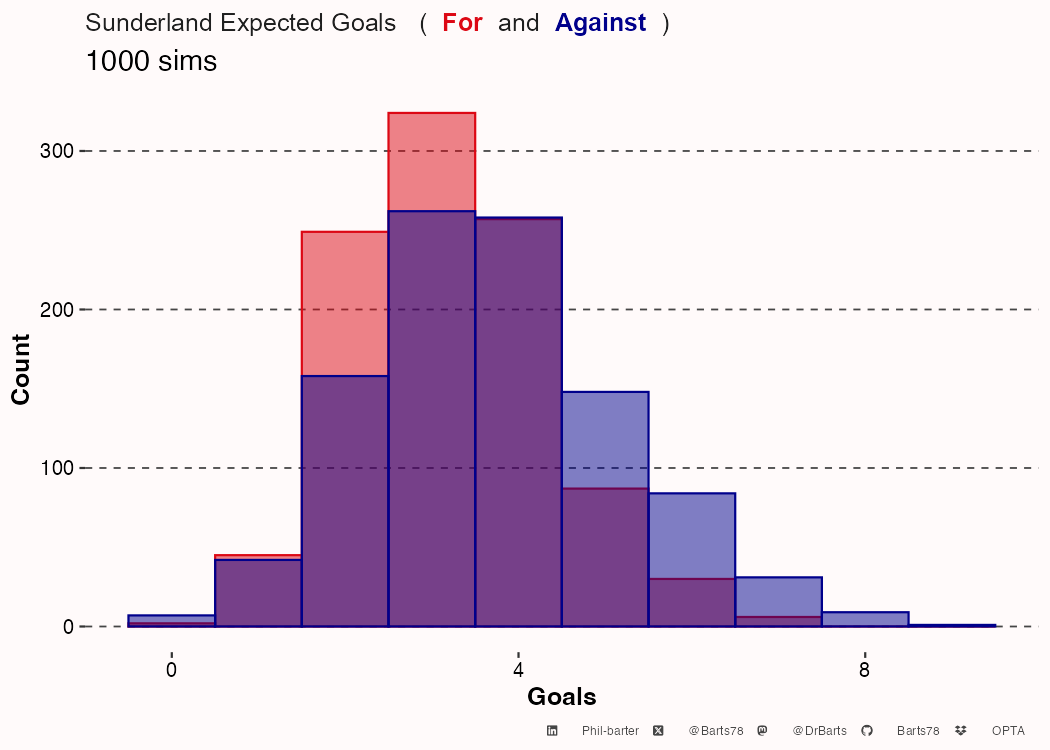 Sunderland Expected Goals ( For and Against )
1000 sims
300
200
100
0
Count
0 4 8
Goals
Phil-barter @Barts78 @DrBarts Barts78 OPTA